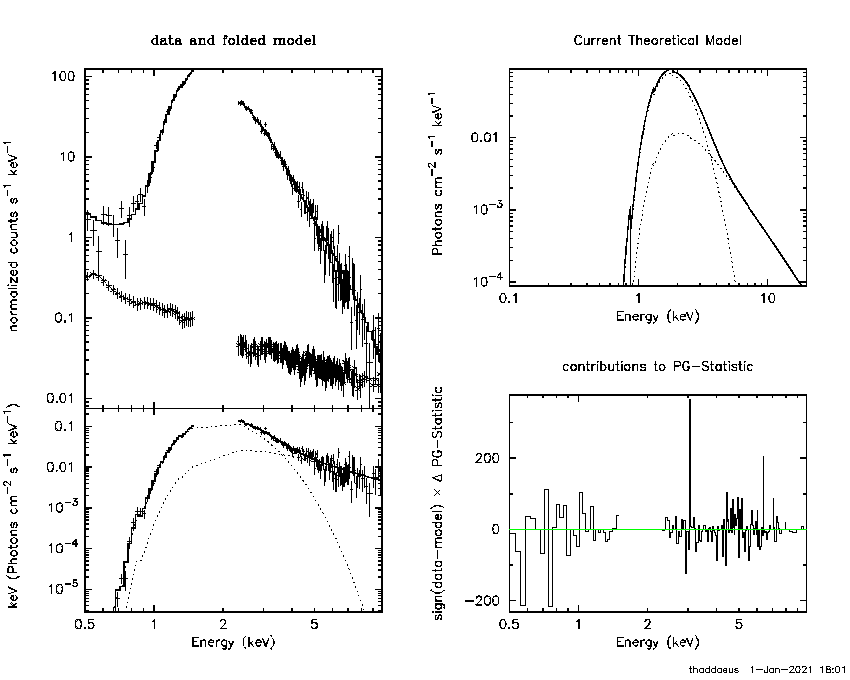 data and folded model
normalized counts s⁻¹ keV⁻¹
100
10
1
0.1
0.01
keV (Photons cm⁻² s⁻¹ keV⁻¹)
0.1
0.01
10⁻³
10⁻⁴
10⁻⁵
0.5 1 2 5
Energy (keV)
Current Theoretical Model
Photons cm⁻² s⁻¹ keV⁻¹
0.01
10⁻³
10⁻⁴
0.1 1 10
Energy (keV)
contributions to PG-Statistic
sign(data-model) × Δ PG-Statistic
200
0
-200
0.5 1 2 5
Energy (keV)
thaddaeus 1-Jan-2021 18:01